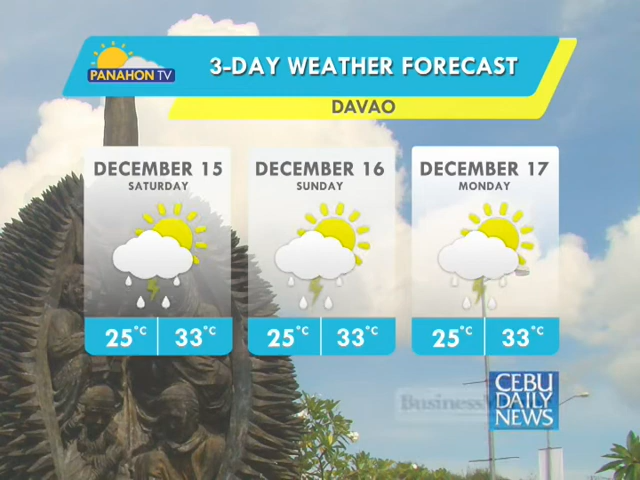 PANAHON TV
3-DAY WEATHER FORECAST
DAVAO
DECEMBER 15
SATURDAY
25°C
33°C
DECEMBER 16
SUNDAY
25°C
33°C
DECEMBER 17
MONDAY
25°C
33°C
CEBU
DAILY
NEWS